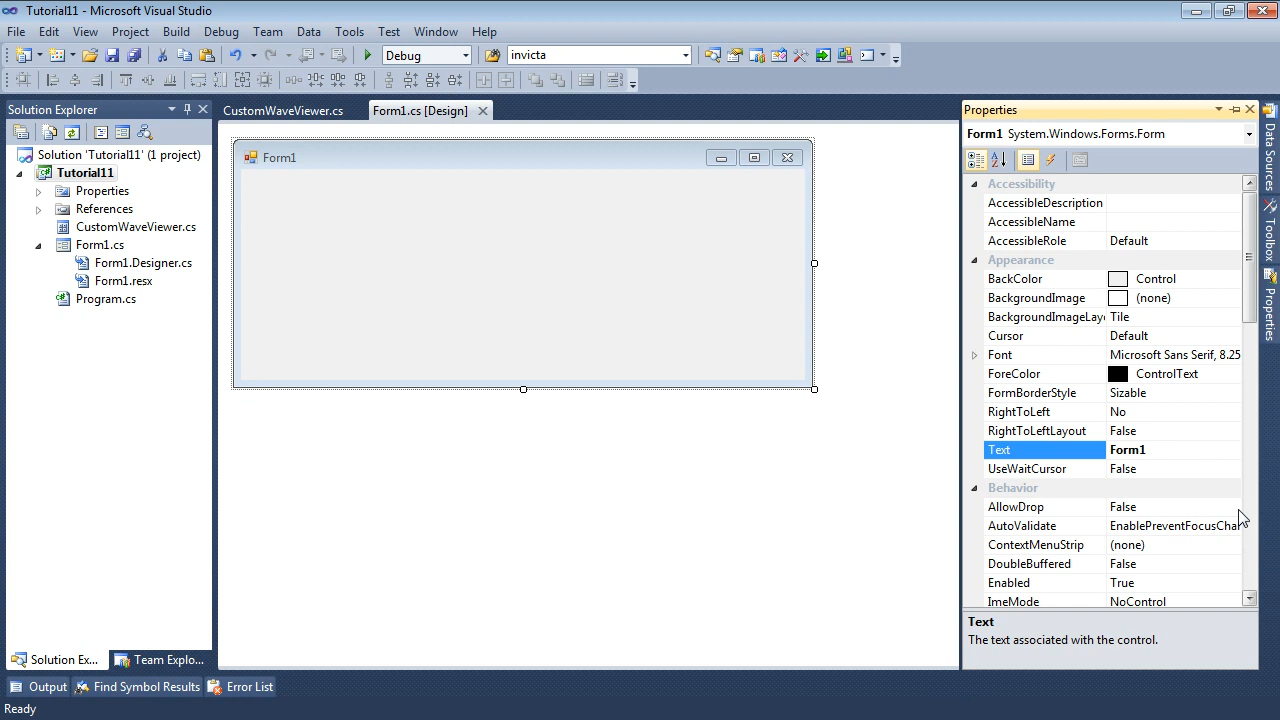 Tutorial11 - Microsoft Visual Studio
File Edit View Project Build Debug Team Data Tools Test Window Help
Debug invicta
Solution Explorer
Solution 'Tutorial11' (1 project)
Tutorial11
Properties
References
CustomWaveViewer.cs
Form1.cs
Form1.Designer.cs
Form1.resx
Program.cs
Solution Ex...
Team Explo...
CustomWaveViewer.cs
Form1.cs [Design]
Form1
Properties
Form1 System.Windows.Forms.Form
Accessibility
AccessibleDescription
AccessibleName
AccessibleRole Default
Appearance
BackColor Control
BackgroundImage (none)
BackgroundImageLay Tile
Cursor Default
Font Microsoft Sans Serif, 8.25
ForeColor ControlText
FormBorderStyle Sizable
RightToLeft No
RightToLeftLayout False
Text Form1
UseWaitCursor False
Behavior
AllowDrop False
AutoValidate EnablePreventFocusCha
ContextMenuStrip (none)
DoubleBuffered False
Enabled True
ImeMode NoControl
Text
The text associated with the control.
Data Sources
Toolbox
Properties
Output Find Symbol Results Error List
Ready